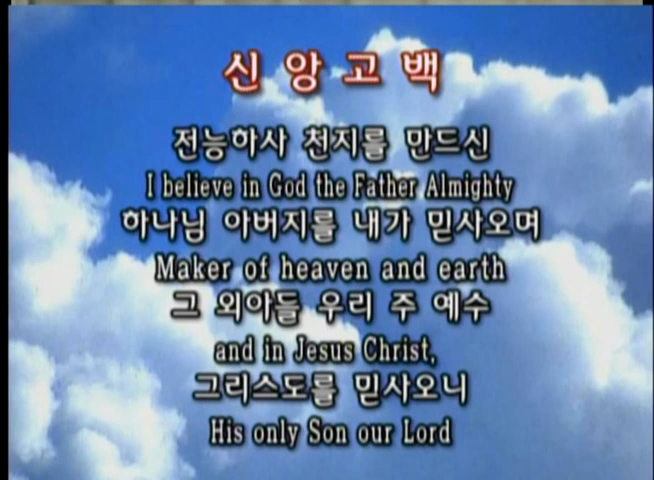 신앙고백
전능하사 천지를 만드신
I believe in God the Father Almighty
하나님 아버지를 내가 믿사오며
Maker of heaven and earth
그 외아들 우리 주 예수
and in Jesus Christ,
그리스도를 믿사오니
His only Son our Lord